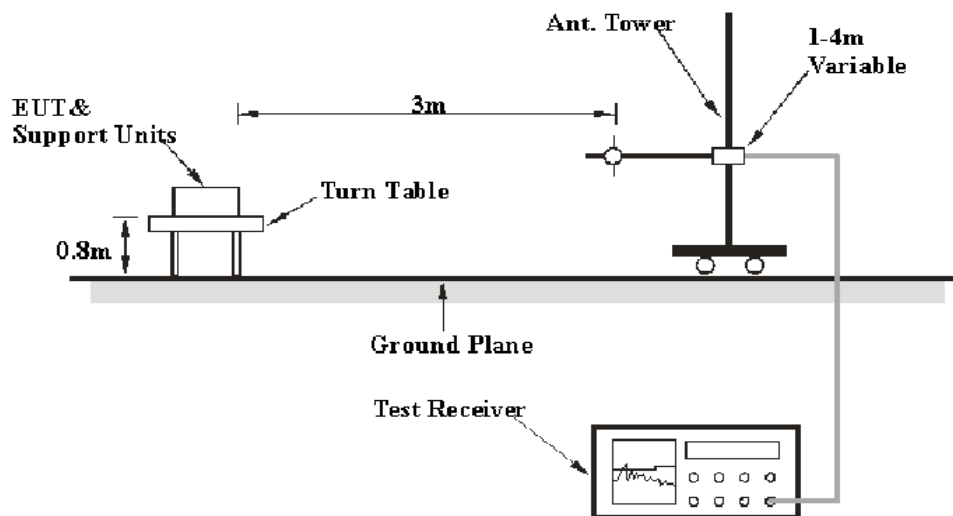 Ant. Tower
1-4m
Variable
EUT&
Support Units
3m
Turn Table
0.8m
Ground Plane
Test Receiver